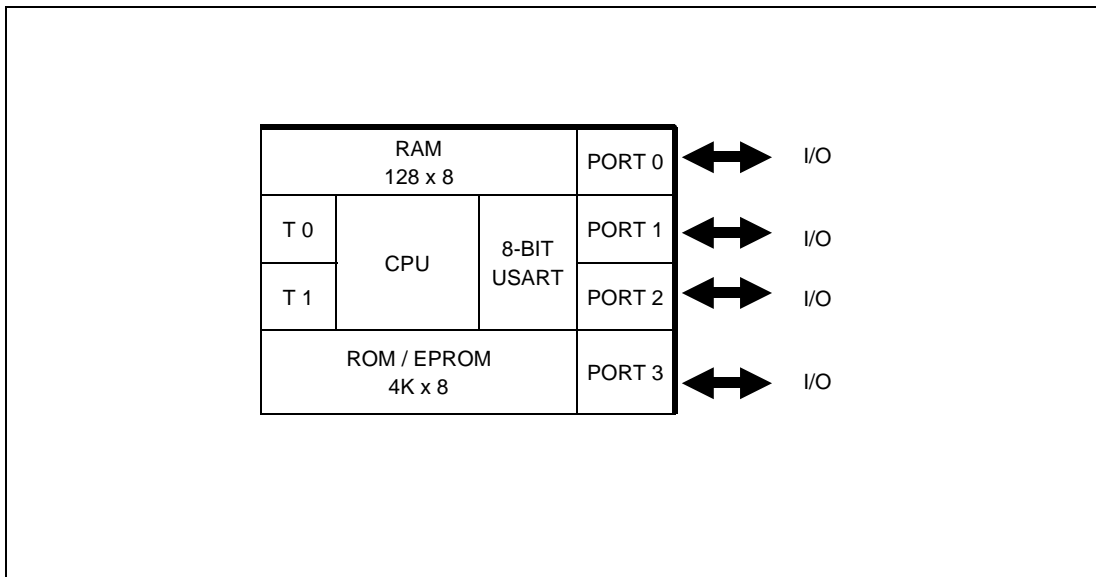 RAM
128 x 8
PORT 0
I/O
T 0
CPU
8-BIT
USART
PORT 1
I/O
T 1
PORT 2
I/O
ROM / EPROM
4K x 8
PORT 3
I/O